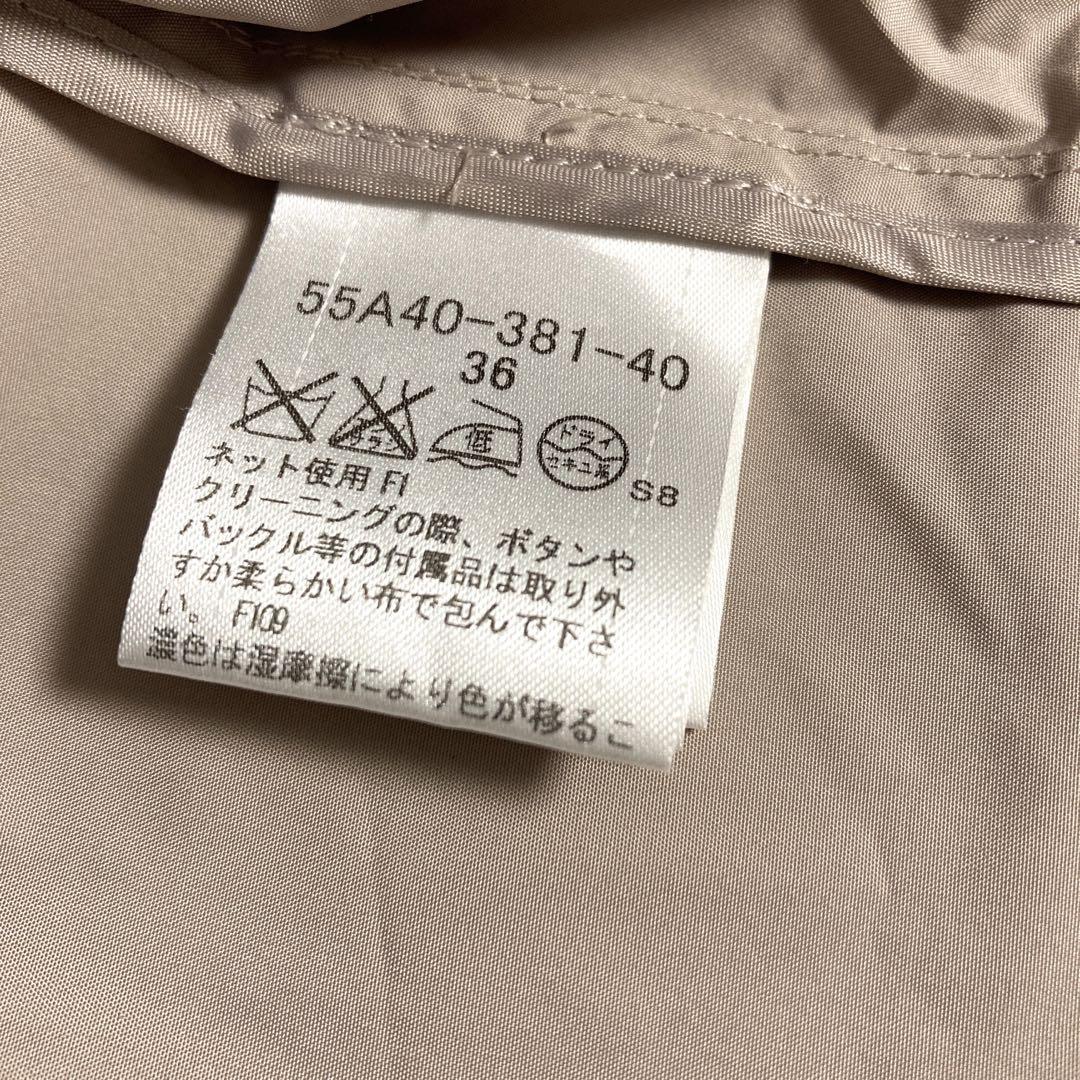 55A40-381-40
36
サラシ 低 ドライ セキユ系 S8
ネット使用 FI
クリーニングの際、ボタンや
バックル等の付属品は取り外
すか柔らかい布で包んで下さ
い。 F109
濃色は湿摩擦により色が移るこ